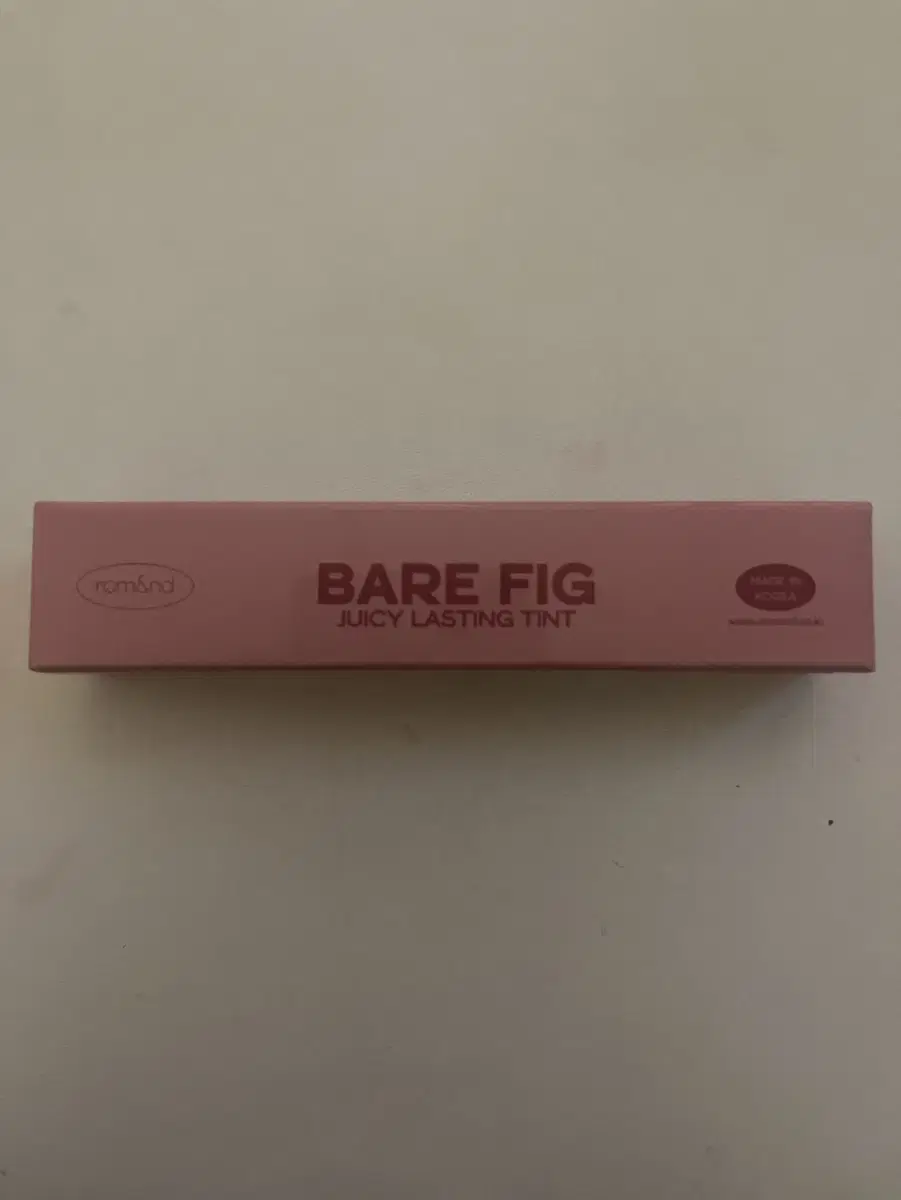 rom&nd
BARE FIG
JUICY LASTING TINT
MADE IN
KOREA